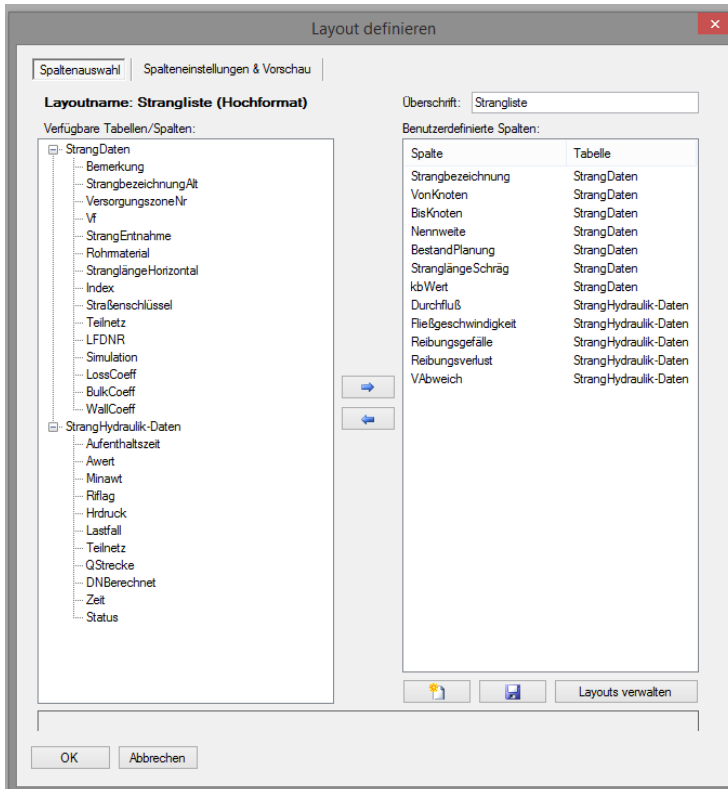 Layout definieren
Spaltenauswahl
Spalteneinstellungen & Vorschau
Layoutname: Strangliste (Hochformat)
Überschrift: Strangliste
Verfügbare Tabellen/Spalten:
StrangDaten
Bemerkung
StrangbezeichnungAlt
VersorgungszoneNr
Vf
StrangEntnahme
Rohrmaterial
StranglängeHorizontal
Index
Straßenschlüssel
Teilnetz
LFDNR
Simulation
LossCoeff
BulkCoeff
WallCoeff
StrangHydraulik-Daten
Aufenthaltszeit
Awert
Minawt
Riflag
Hrdruck
Lastfall
Teilnetz
QStrecke
DNBerechnet
Zeit
Status
Benutzerdefinierte Spalten:
Spalte Tabelle
Strangbezeichnung StrangDaten
VonKnoten StrangDaten
BisKnoten StrangDaten
Nennweite StrangDaten
BestandPlanung StrangDaten
StranglängeSchräg StrangDaten
kbWert StrangDaten
Durchfluß StrangHydraulik-Daten
Fließgeschwindigkeit StrangHydraulik-Daten
Reibungsgefälle StrangHydraulik-Daten
Reibungsverlust StrangHydraulik-Daten
VAbweich StrangHydraulik-Daten
Layouts verwalten
OK
Abbrechen